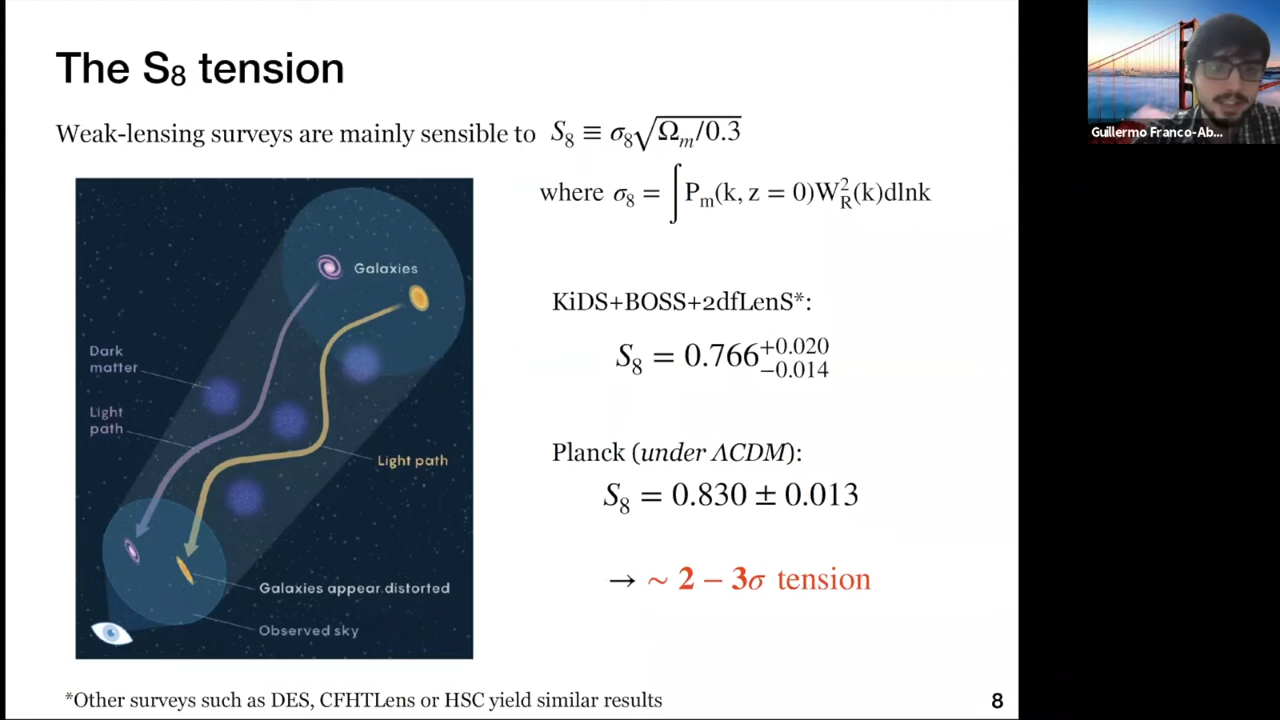 The S₈ tension
Weak-lensing surveys are mainly sensible to S₈ ≡ σ₈√(Ωₘ/0.3)
where σ₈ = ∫ Pₘ(k, z = 0)W²_R(k)dlnk
Galaxies
Dark
matter
Light
path
Light path
Galaxies appear distorted
Observed sky
KiDS+BOSS+2dfLenS*:
S₈ = 0.766^{+0.020}_{−0.014}
Planck (under ΛCDM):
S₈ = 0.830 ± 0.013
→ ~ 2 − 3σ tension
*Other surveys such as DES, CFHTLens or HSC yield similar results
8
Guillermo Franco-Ab...